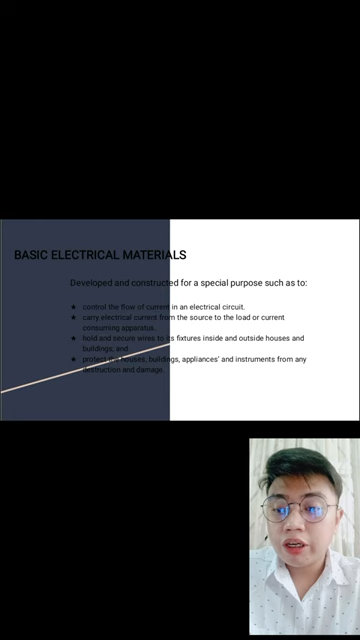 BASIC ELECTRICAL MATERIALS
Developed and constructed for a special purpose such as to:
★ control the flow of current in an electrical circuit.
★ carry electrical current from the source to the load or current
consuming apparatus.
★ hold and secure wires to its fixtures inside and outside houses and
buildings; and
★ protect the houses, buildings, appliances' and instruments from any
destruction and damage.